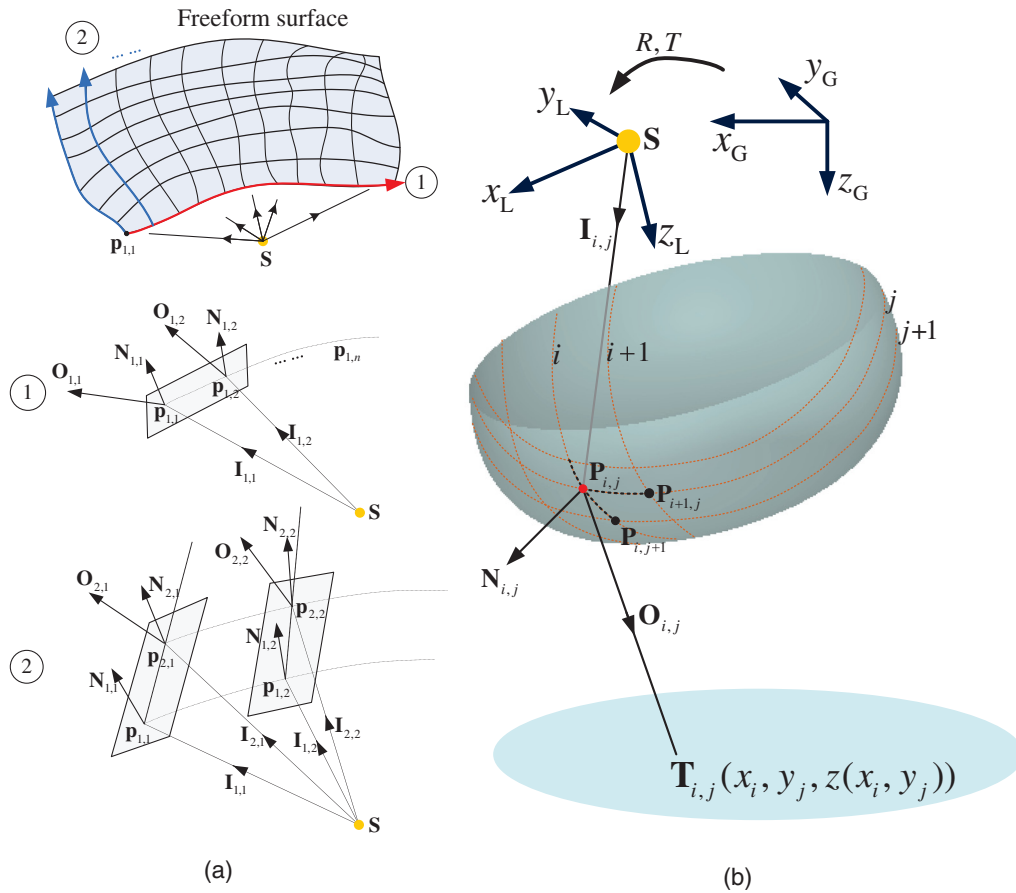 Freeform surface
2
... ...
1
p1,1
S
1
O1,2
N1,2
N1,1
O1,1
... ...
p1,n
p1,2
p1,1
I1,2
I1,1
S
2
N2,2
O2,2
N2,1
O2,1
p2,2
N1,2
p2,1
N1,1
p1,2
p1,1
I2,2
I2,1
I1,2
I1,1
S
(a)
R, T
yG
yL
S
xG
xL
zG
Ii,j
zL
j
i
i+1
j+1
Pi,j
Pi+1,j
Pi,j+1
Ni,j
Oi,j
Ti,j(xi, yj, z(xi, yj))
(b)